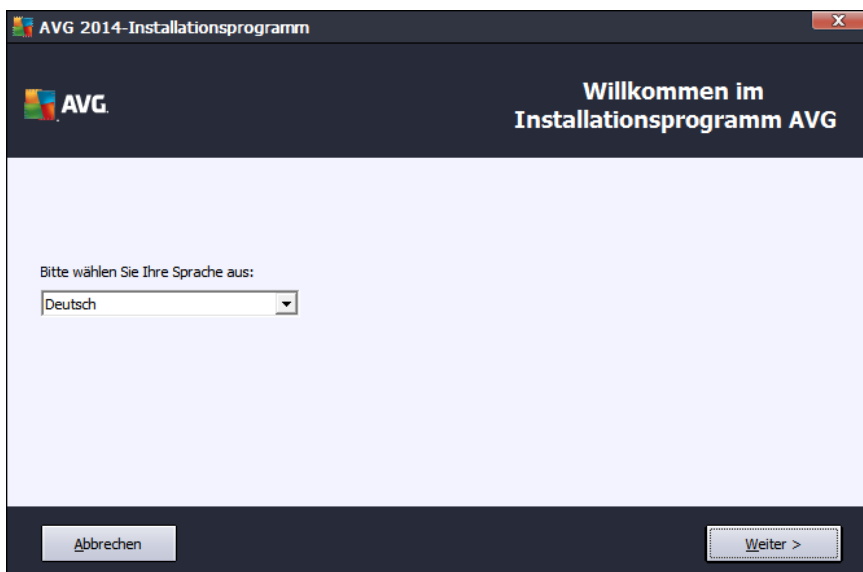 AVG 2014-Installationsprogramm
X
AVG.
Willkommen im
Installationsprogramm AVG
Bitte wählen Sie Ihre Sprache aus:
Deutsch
Abbrechen
Weiter >